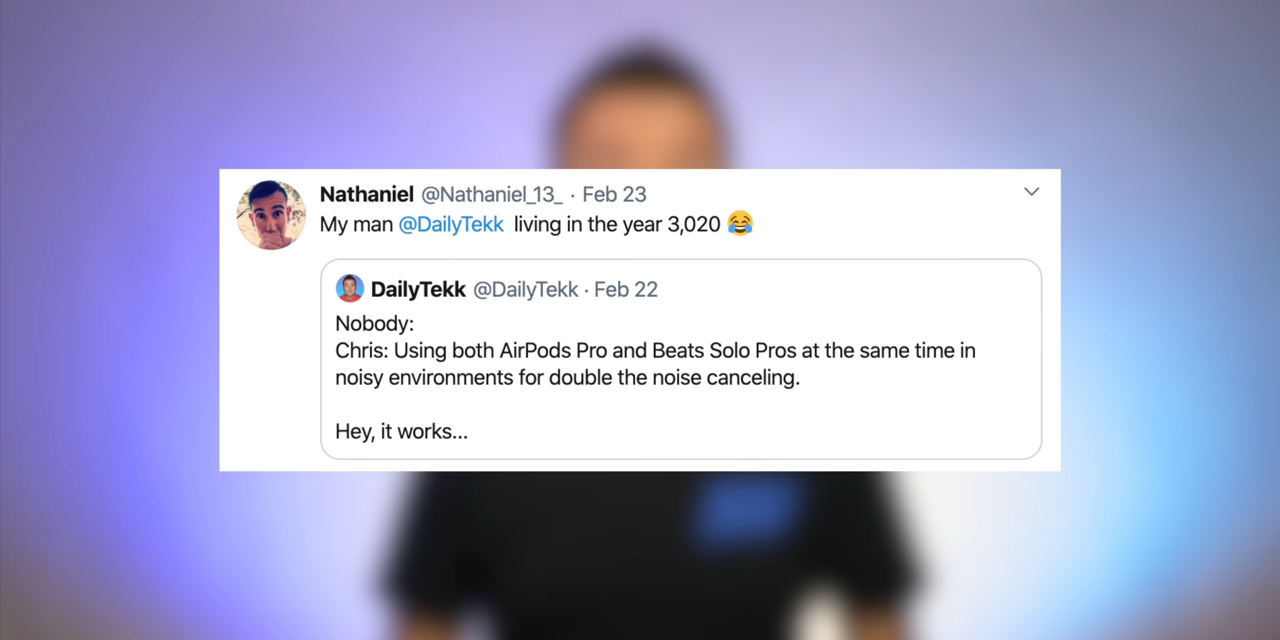 Nathaniel @Nathaniel_13_ · Feb 23
My man @DailyTekk living in the year 3,020 😂
DailyTekk @DailyTekk · Feb 22
Nobody:
Chris: Using both AirPods Pro and Beats Solo Pros at the same time in
noisy environments for double the noise canceling.
Hey, it works...